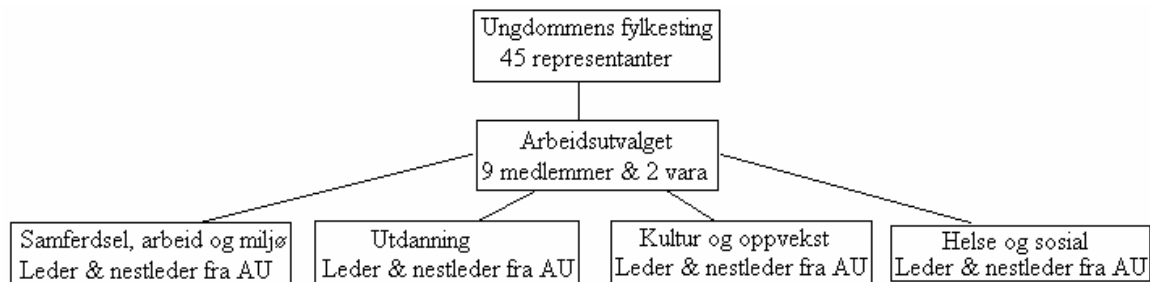 Ungdommens fylkesting
45 representanter
Arbeidsutvalget
9 medlemmer & 2 vara
Samferdsel, arbeid og miljø
Leder & nestleder fra AU
Utdanning
Leder & nestleder fra AU
Kultur og oppvekst
Leder & nestleder fra AU
Helse og sosial
Leder & nestleder fra AU